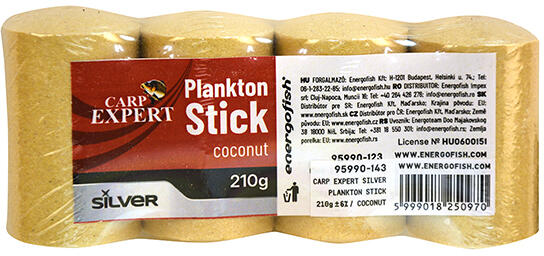 CARP
EXPERT
Plankton
Stick
coconut
210g
SILVER
energofish®
HU FORGALMAZÓ: Energofish Kft. H-1201 Budapest, Helsinki u. 74.; Tel:
06-1-283-22-85; info@energofish.hu RO DISTRIBUITOR: Energofish Impex
srl; Cluj-Napoca, Muncii 16; Tel: +40 264 428 276; info@energofish.ro SK
Distribútor pre SR: Energofish Kft, Maďarsko; Krajina pôvodu: EU;
www.energofish.sk CZ Distributor pro ČR: Energofish Kft, Maďarsko; Země
původu: EU; www.energofish.cz RS Uvoznik: Energoteam Doo Majakovskog
38 18000 Niš, Srbija; Tel: +381 18 550 301; info@energofish.rs; Zemlja
porekla: EU; www.energofish.rs
License № HU0600151
95990-123
WWW.ENERGOFISH.COM
95990-143
WWW.ENERGOFISH.COM
CARP EXPERT SILVER
PLANKTON STICK
210g ±6% / COCONUT
5 999018 250970